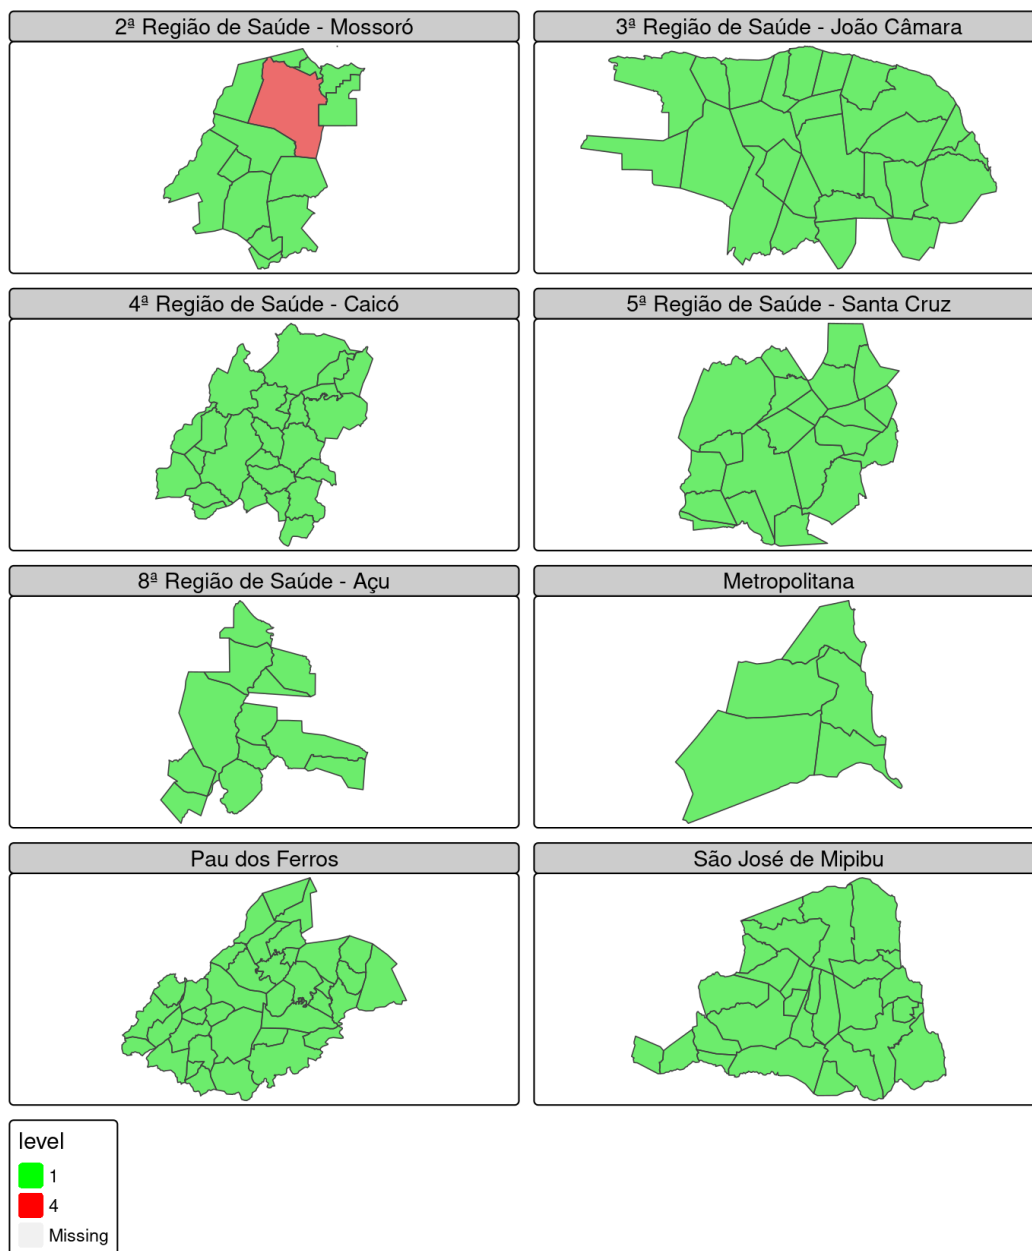 2ª Região de Saúde - Mossoró
3ª Região de Saúde - João Câmara
4ª Região de Saúde - Caicó
5ª Região de Saúde - Santa Cruz
8ª Região de Saúde - Açu
Metropolitana
Pau dos Ferros
São José de Mipibu
level
1
4
Missing